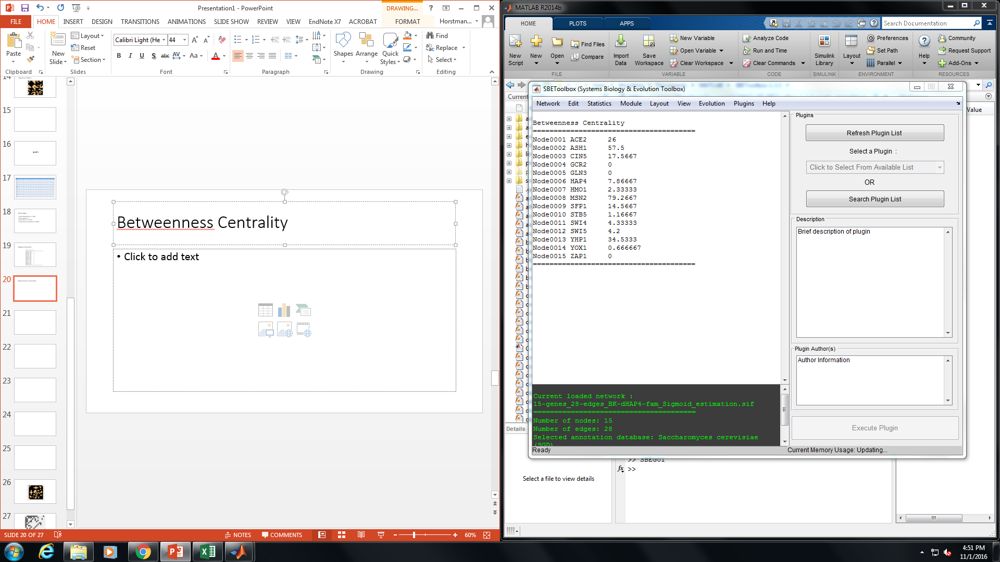 Presentation1 - PowerPoint
DRAWING...
FILE HOME INSERT DESIGN TRANSITIONS ANIMATIONS SLIDE SHOW REVIEW VIEW EndNote X7 ACROBAT FORMAT Horstman...
Paste
New Slide
Layout
Reset
Section
Calibri Light (He 44
Shapes Arrange Quick Styles
Find
Replace
Select
Clipboard Slides Font Paragraph Drawing Editing
14
15
16
HAP4
17
18
19
20
21
22
23
24
25
26
27
Betweenness Centrality
• Click to add text
SLIDE 20 OF 27
NOTES COMMENTS 60%
MATLAB R2014b
HOME PLOTS APPS
Search Documentation
New Script
New
Open
Find Files
Compare
Import Data
Save Workspace
New Variable
Open Variable
Clear Workspace
Analyze Code
Run and Time
Clear Commands
Simulink Library
Layout
Preferences
Set Path
Parallel
Help
Community
Request Support
Add-Ons
FILE VARIABLE CODE SIMULINK ENVIRONMENT RESOURCES
Current
Value
SBEToolbox (Systems Biology & Evolution Toolbox)
Network Edit Statistics Module Layout View Evolution Plugins Help
Betweenness Centrality
=======================================
Node0001 ACE2 26
Node0002 ASH1 57.5
Node0003 CIN5 17.5667
Node0004 GCR2 0
Node0005 GLN3 0
Node0006 HAP4 7.86667
Node0007 HMO1 2.33333
Node0008 MSN2 79.2667
Node0009 SFP1 14.5667
Node0010 STB5 1.16667
Node0011 SWI4 4.33333
Node0012 SWI5 4.2
Node0013 YHP1 34.5333
Node0014 YOX1 0.666667
Node0015 ZAP1 0
=======================================
Plugins
Refresh Plugin List
Select a Plugin :
Click to Select From Available List
OR
Search Plugin List
Description
Brief description of plugin
Plugin Author(s)
Author Information
Execute Plugin
Current loaded network :
15-genes_28-edges_BK-dHAP4-fam_Sigmoid_estimation.sif
=======================================
Number of nodes: 15
Number of edges: 28
Selected annotation database: Saccharomyces cerevisiae
(SGD)
Ready
Current Memory Usage: Updating...
Details
Select a file to view details
>> SBEGUI
fx >>
4:51 PM
11/1/2016